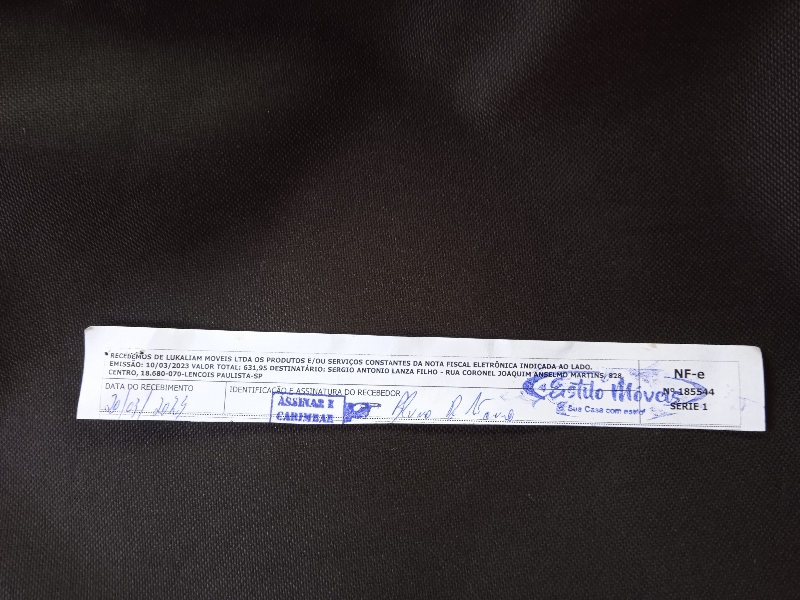 RECEBEMOS DE LUKALIAM MOVEIS LTDA OS PRODUTOS E/OU SERVIÇOS CONSTANTES DA NOTA FISCAL ELETRÔNICA INDICADA AO LADO.
EMISSÃO: 10/03/2023 VALOR TOTAL: 631,95 DESTINATÁRIO: SERGIO ANTONIO LANZA FILHO - RUA CORONEL JOAQUIM ANSELMO MARTINS, 828,
CENTRO, 18.680-070-LENCOIS PAULISTA-SP
NF-e
Nº 185544
SERIE 1
DATA DO RECEBIMENTO
IDENTIFICAÇÃO E ASSINATURA DO RECEBEDOR
ASSINAR E
CARIMBAR
Estilo Móveis
Sua Casa com estilo!